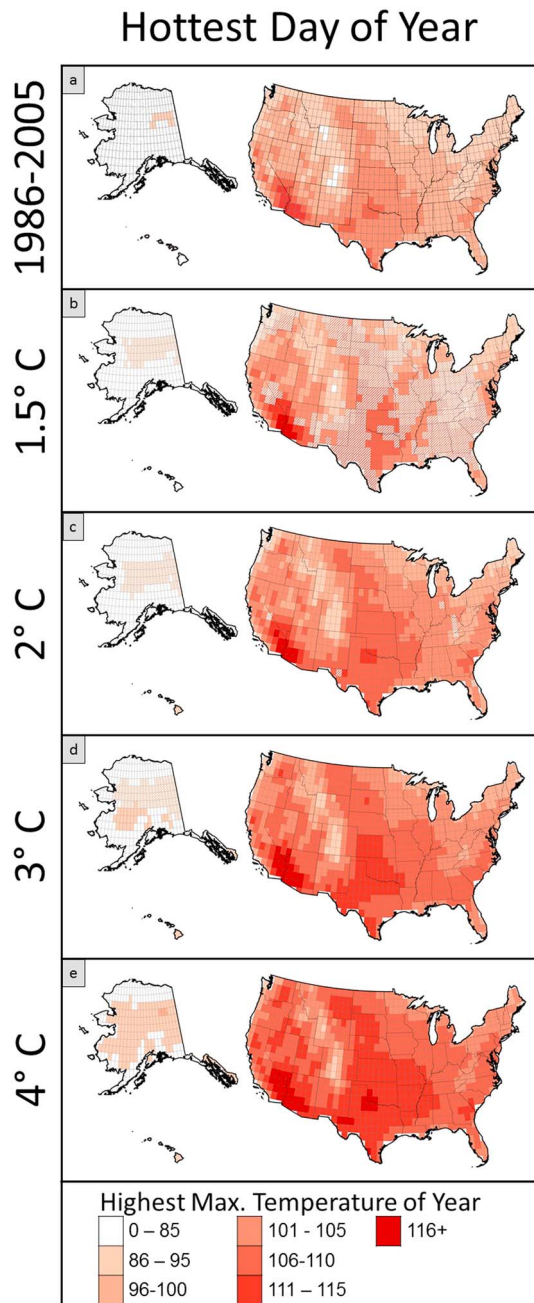 Hottest Day of Year
a
1986-2005
b
1.5° C
c
2° C
d
3° C
e
4° C
Highest Max. Temperature of Year
0 – 85
86 – 95
96-100
101 - 105
106-110
111 – 115
116+